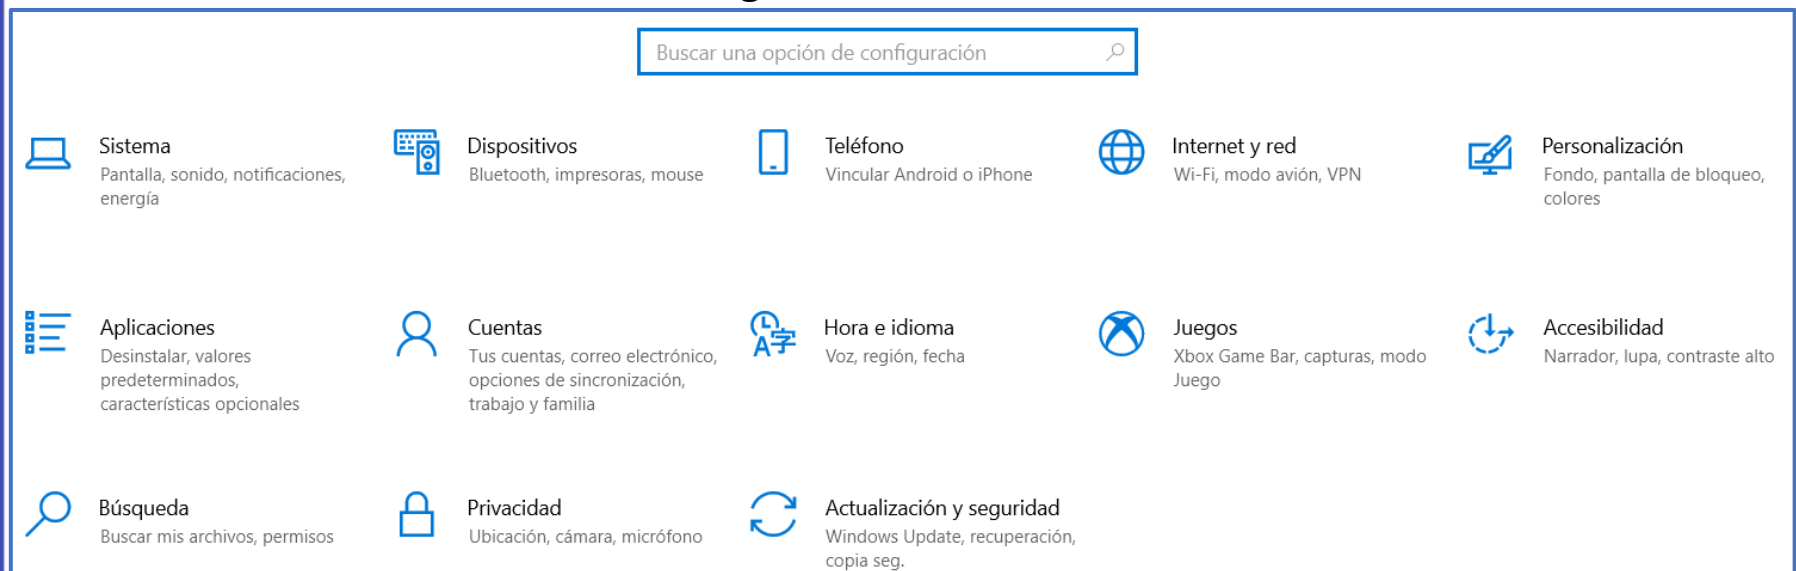 Buscar una opción de configuración
Sistema
Pantalla, sonido, notificaciones,
energía
Dispositivos
Bluetooth, impresoras, mouse
Teléfono
Vincular Android o iPhone
Internet y red
Wi-Fi, modo avión, VPN
Personalización
Fondo, pantalla de bloqueo,
colores
Aplicaciones
Desinstalar, valores
predeterminados,
características opcionales
Cuentas
Tus cuentas, correo electrónico,
opciones de sincronización,
trabajo y familia
Hora e idioma
Voz, región, fecha
Juegos
Xbox Game Bar, capturas, modo
Juego
Accesibilidad
Narrador, lupa, contraste alto
Búsqueda
Buscar mis archivos, permisos
Privacidad
Ubicación, cámara, micrófono
Actualización y seguridad
Windows Update, recuperación,
copia seg.